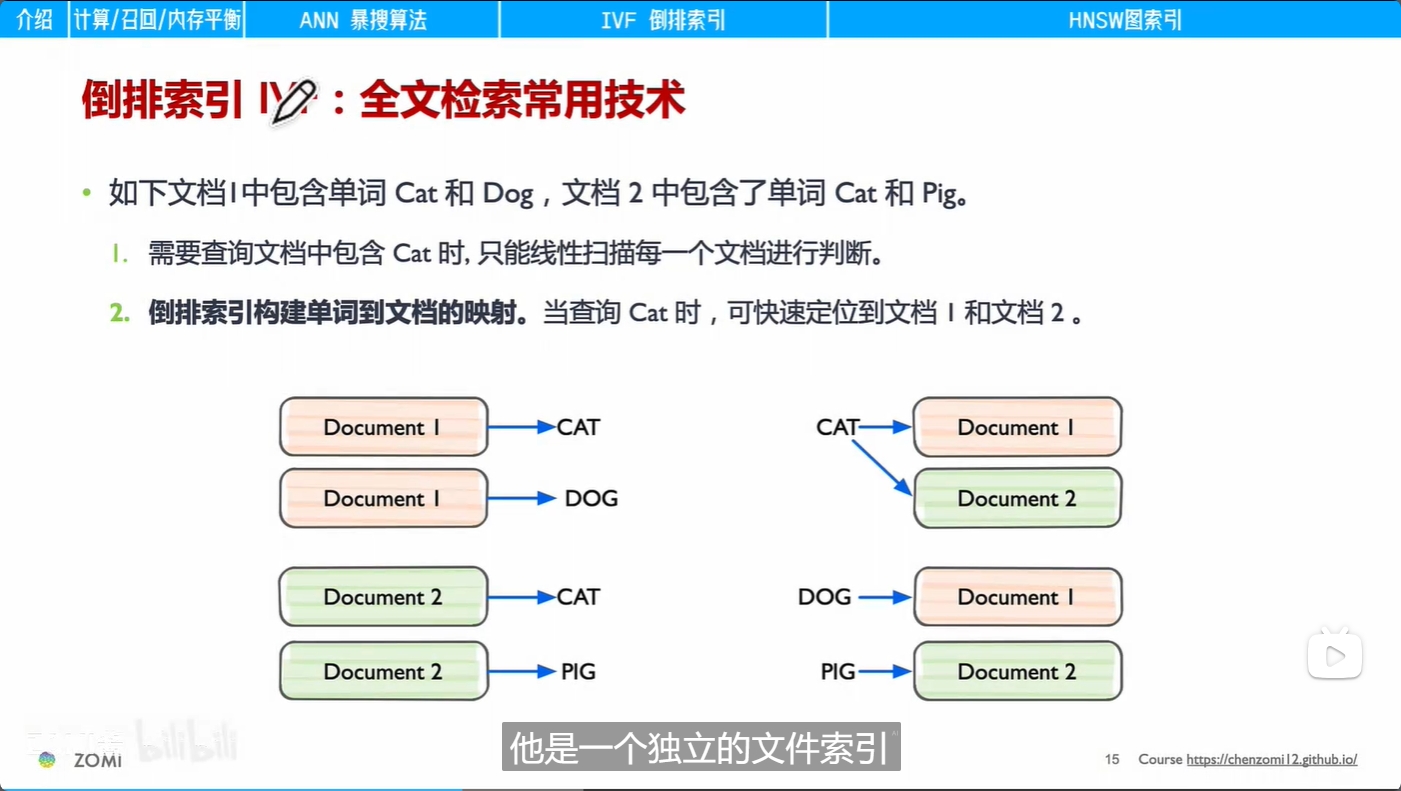 介绍
计算/召回/内存平衡
ANN 暴搜算法
IVF 倒排索引
HNSW图索引
倒排索引 IVF：全文检索常用技术
• 如下文档1中包含单词 Cat 和 Dog，文档 2 中包含了单词 Cat 和 Pig。
1. 需要查询文档中包含 Cat 时, 只能线性扫描每一个文档进行判断。
2. 倒排索引构建单词到文档的映射。当查询 Cat 时，可快速定位到文档 1 和文档 2 。
Document 1 CAT
Document 1 DOG
Document 2 CAT
Document 2 PIG
CAT Document 1
Document 2
DOG Document 1
PIG Document 2
他是一个独立的文件索引
bilibili
ZOMI
15 Course https://chenzomi12.github.io/